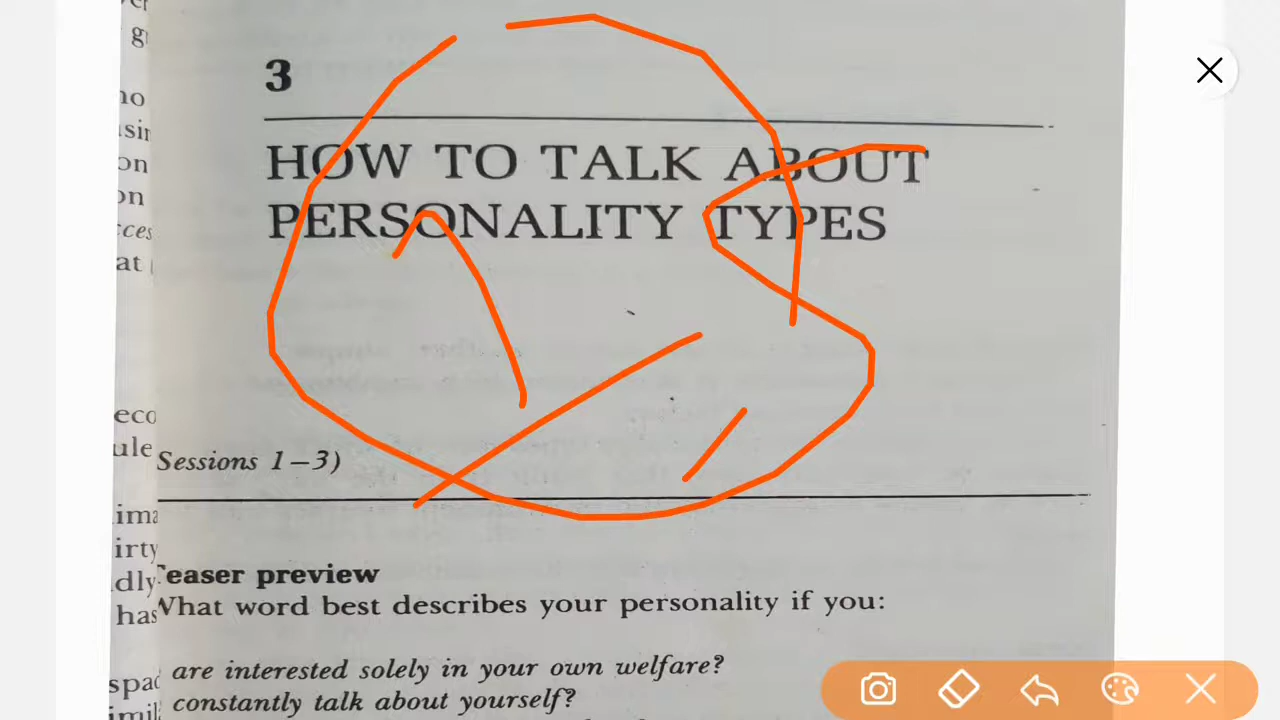 3
HOW TO TALK ABOUT
PERSONALITY TYPES
Sessions 1–3)
Teaser preview
What word best describes your personality if you:
are interested solely in your own welfare?
constantly talk about yourself?